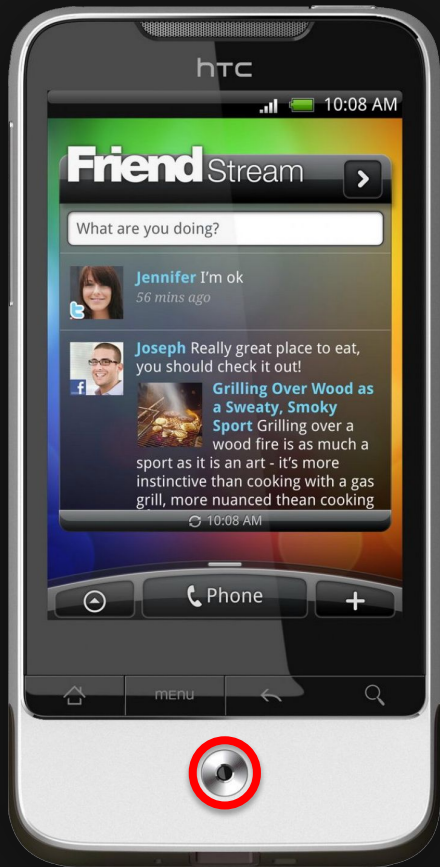 hTC
10:08 AM
Friend Stream
What are you doing?
Jennifer I'm ok
56 mins ago
Joseph Really great place to eat,
you should check it out!
Grilling Over Wood as
a Sweaty, Smoky
Sport Grilling over a
wood fire is as much a
sport as it is an art - it's more
instinctive than cooking with a gas
grill, more nuanced thean cooking
10:08 AM
Phone
menu